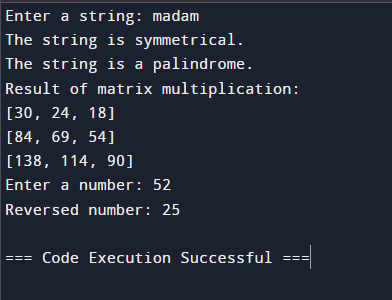 Enter a string: madam
The string is symmetrical.
The string is a palindrome.
Result of matrix multiplication:
[30, 24, 18]
[84, 69, 54]
[138, 114, 90]
Enter a number: 52
Reversed number: 25
=== Code Execution Successful ===